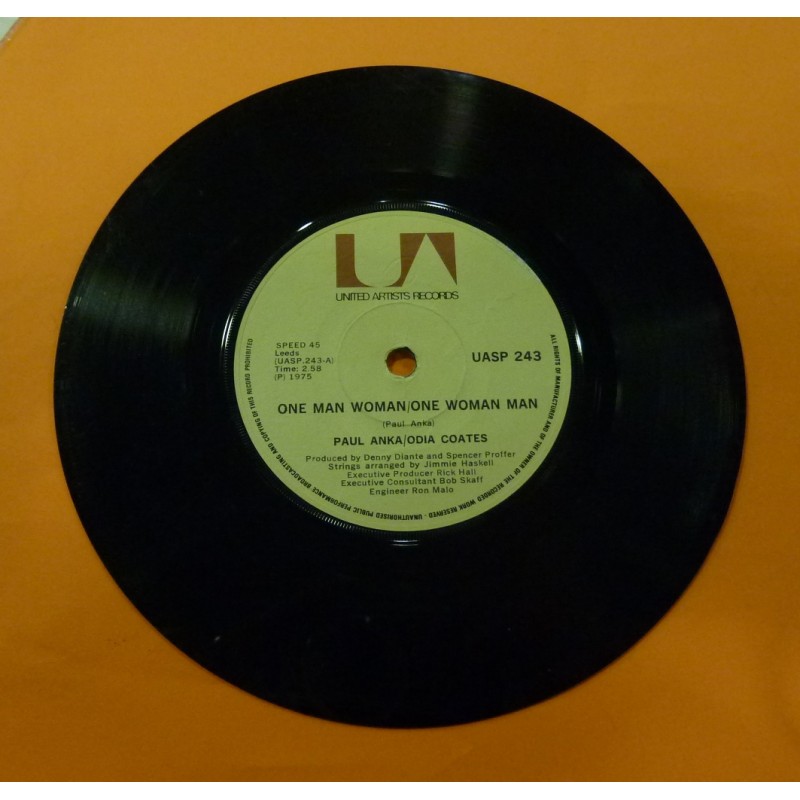 UA
UNITED ARTISTS RECORDS
SPEED 45
Leeds
(UASP.243-A)
Time: 2.58
(P) 1975
UASP 243
ONE MAN WOMAN/ONE WOMAN MAN
(Paul Anka)
PAUL ANKA/ODIA COATES
Produced by Denny Diante and Spencer Proffer
Strings arranged by Jimmie Haskell
Executive Producer Rick Hall
Executive Consultant Bob Skaff
Engineer Ron Malo
ALL RIGHTS OF MANUFACTURER AND OF THE OWNER OF THE RECORDED WORK RESERVED · UNAUTHORISED PUBLIC PERFORMANCE BROADCASTING AND COPYING OF THIS RECORD PROHIBITED